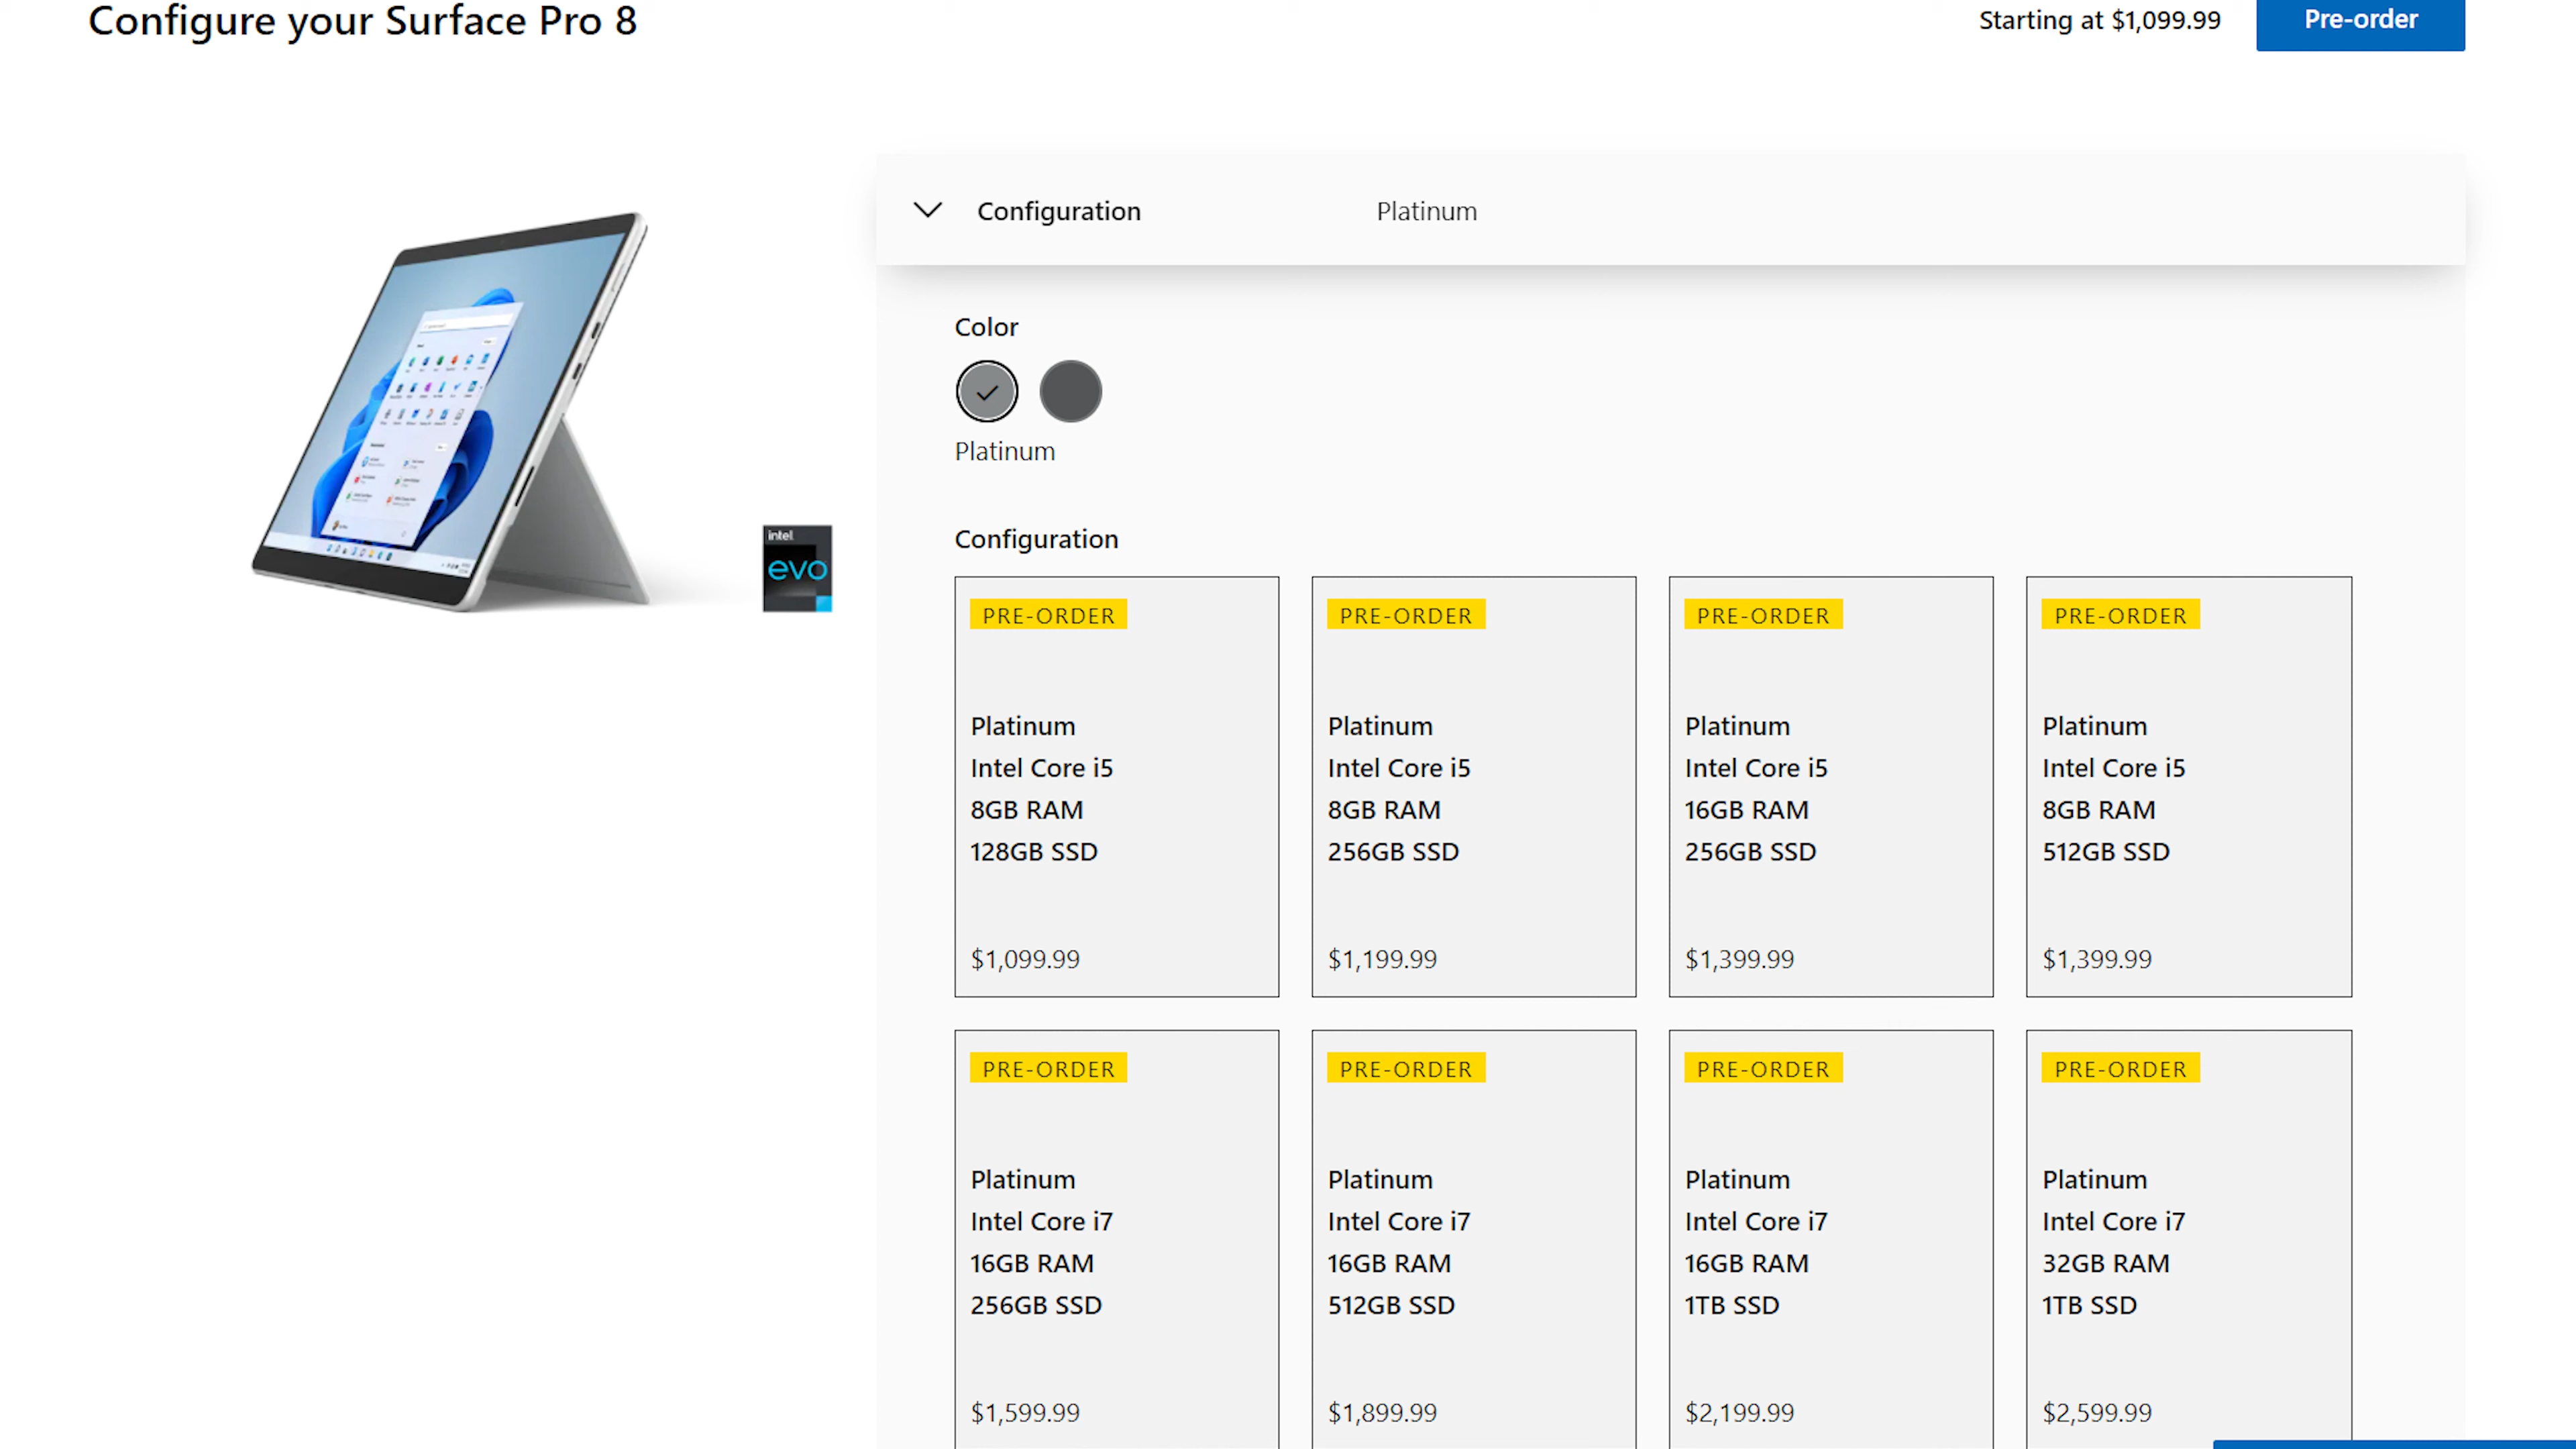 Configure your Surface Pro 8
Starting at $1,099.99
Pre-order
Configuration
Platinum
Color
Platinum
intel
evo
Configuration
PRE-ORDER
Platinum
Intel Core i5
8GB RAM
128GB SSD
$1,099.99
PRE-ORDER
Platinum
Intel Core i5
8GB RAM
256GB SSD
$1,199.99
PRE-ORDER
Platinum
Intel Core i5
16GB RAM
256GB SSD
$1,399.99
PRE-ORDER
Platinum
Intel Core i5
8GB RAM
512GB SSD
$1,399.99
PRE-ORDER
Platinum
Intel Core i7
16GB RAM
256GB SSD
$1,599.99
PRE-ORDER
Platinum
Intel Core i7
16GB RAM
512GB SSD
$1,899.99
PRE-ORDER
Platinum
Intel Core i7
16GB RAM
1TB SSD
$2,199.99
PRE-ORDER
Platinum
Intel Core i7
32GB RAM
1TB SSD
$2,599.99